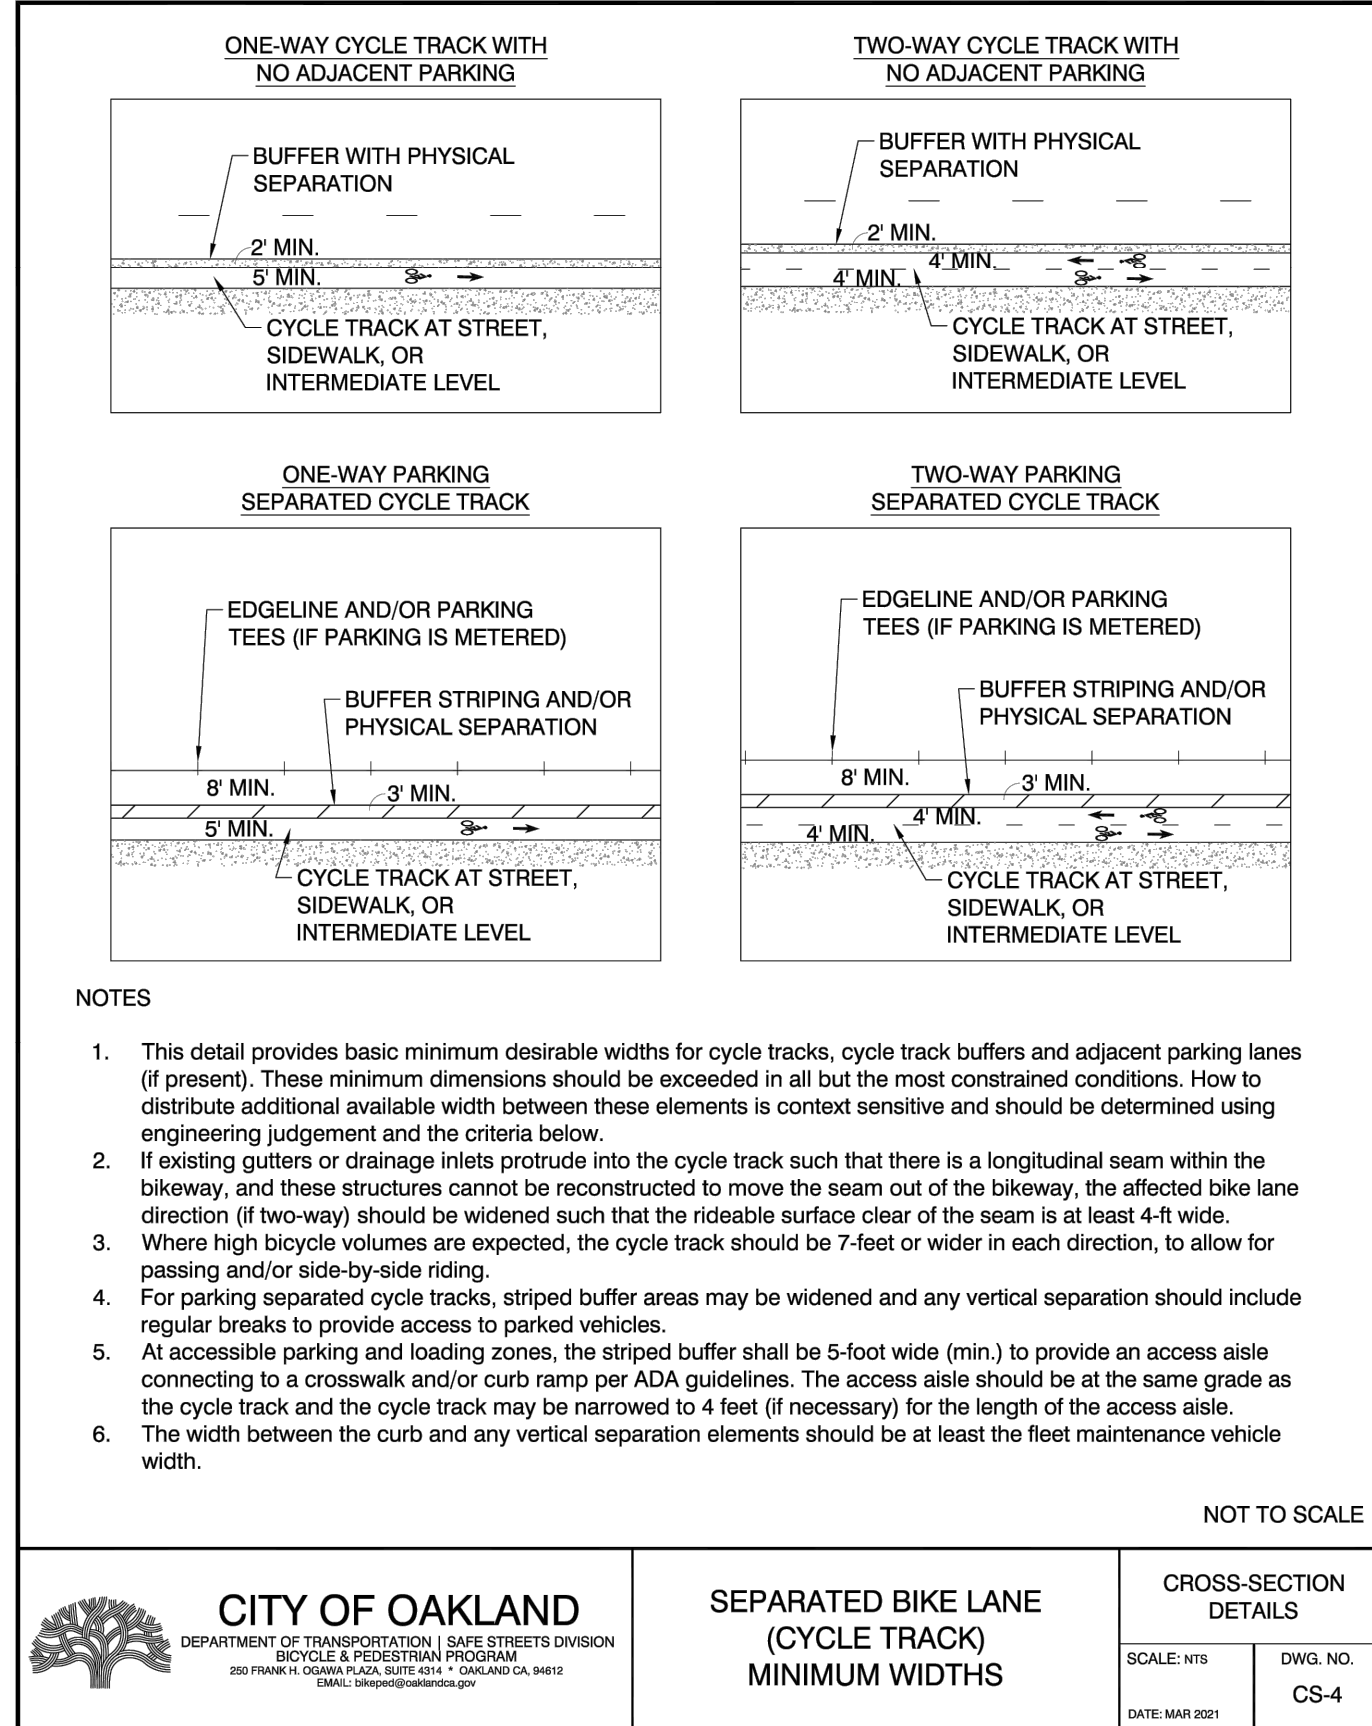 ONE-WAY CYCLE TRACK WITH
NO ADJACENT PARKING
BUFFER WITH PHYSICAL
SEPARATION
2' MIN.
5' MIN.
CYCLE TRACK AT STREET,
SIDEWALK, OR
INTERMEDIATE LEVEL
TWO-WAY CYCLE TRACK WITH
NO ADJACENT PARKING
BUFFER WITH PHYSICAL
SEPARATION
2' MIN.
4' MIN.
4' MIN.
CYCLE TRACK AT STREET,
SIDEWALK, OR
INTERMEDIATE LEVEL
ONE-WAY PARKING
SEPARATED CYCLE TRACK
EDGELINE AND/OR PARKING
TEES (IF PARKING IS METERED)
BUFFER STRIPING AND/OR
PHYSICAL SEPARATION
8' MIN.
3' MIN.
5' MIN.
CYCLE TRACK AT STREET,
SIDEWALK, OR
INTERMEDIATE LEVEL
TWO-WAY PARKING
SEPARATED CYCLE TRACK
EDGELINE AND/OR PARKING
TEES (IF PARKING IS METERED)
BUFFER STRIPING AND/OR
PHYSICAL SEPARATION
8' MIN.
3' MIN.
4' MIN.
4' MIN.
CYCLE TRACK AT STREET,
SIDEWALK, OR
INTERMEDIATE LEVEL
NOTES
1. This detail provides basic minimum desirable widths for cycle tracks, cycle track buffers and adjacent parking lanes
(if present). These minimum dimensions should be exceeded in all but the most constrained conditions. How to
distribute additional available width between these elements is context sensitive and should be determined using
engineering judgement and the criteria below.
2. If existing gutters or drainage inlets protrude into the cycle track such that there is a longitudinal seam within the
bikeway, and these structures cannot be reconstructed to move the seam out of the bikeway, the affected bike lane
direction (if two-way) should be widened such that the rideable surface clear of the seam is at least 4-ft wide.
3. Where high bicycle volumes are expected, the cycle track should be 7-feet or wider in each direction, to allow for
passing and/or side-by-side riding.
4. For parking separated cycle tracks, striped buffer areas may be widened and any vertical separation should include
regular breaks to provide access to parked vehicles.
5. At accessible parking and loading zones, the striped buffer shall be 5-foot wide (min.) to provide an access aisle
connecting to a crosswalk and/or curb ramp per ADA guidelines. The access aisle should be at the same grade as
the cycle track and the cycle track may be narrowed to 4 feet (if necessary) for the length of the access aisle.
6. The width between the curb and any vertical separation elements should be at least the fleet maintenance vehicle
width.
NOT TO SCALE
CITY OF OAKLAND
DEPARTMENT OF TRANSPORTATION | SAFE STREETS DIVISION
BICYCLE & PEDESTRIAN PROGRAM
250 FRANK H. OGAWA PLAZA, SUITE 4314 * OAKLAND CA, 94612
EMAIL: bikeped@oaklandca.gov
SEPARATED BIKE LANE
(CYCLE TRACK)
MINIMUM WIDTHS
CROSS-SECTION
DETAILS
SCALE: NTS
DATE: MAR 2021
DWG. NO.
CS-4